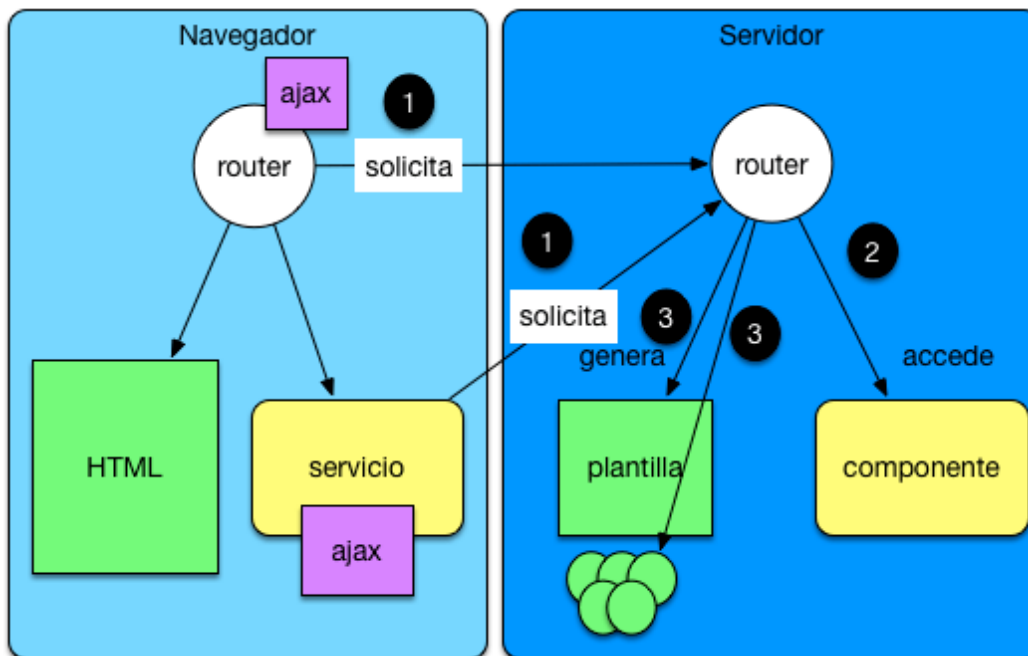 Navegador
Servidor
ajax
1
router
solicita
router
1
2
solicita
3
3
genera
accede
HTML
servicio
plantilla
componente
ajax